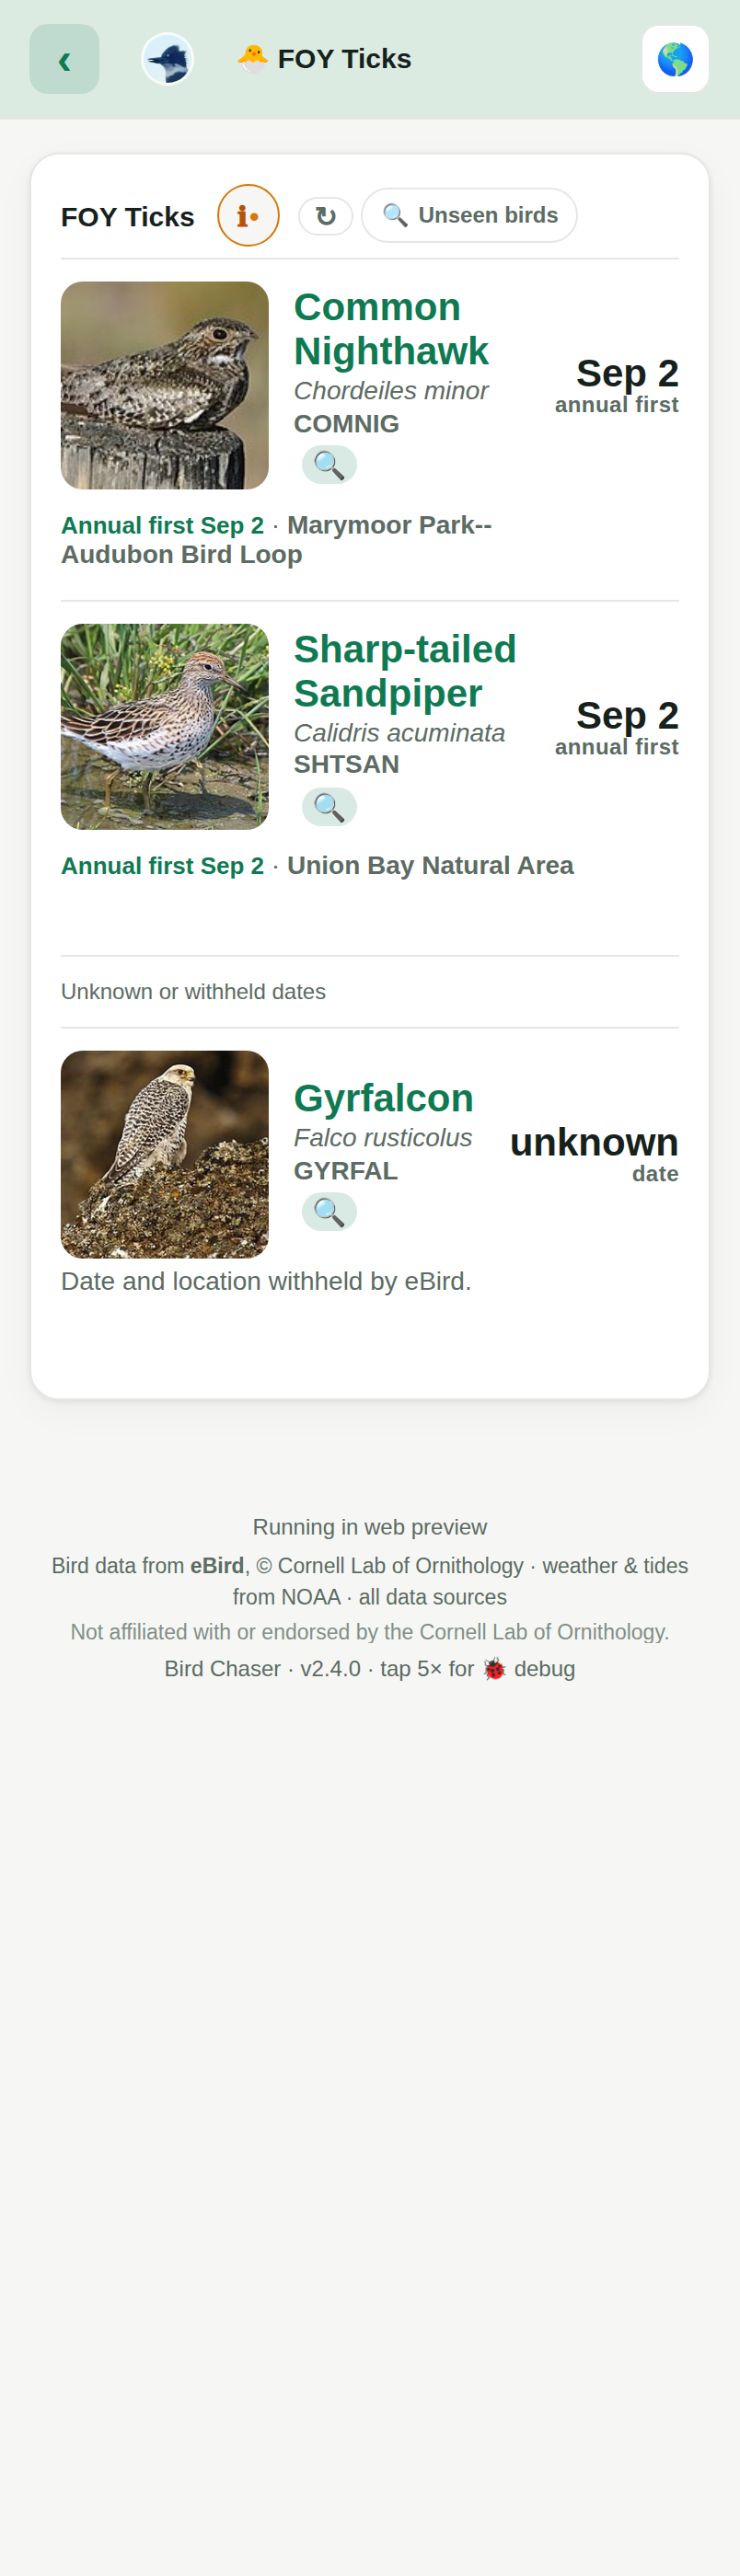 ‹ 🐣 FOY Ticks 🌎
FOY Ticks ℹ• ↻ 🔍 Unseen birds
Common
Nighthawk
Chordeiles minor
COMNIG
🔍
Sep 2
annual first
Annual first Sep 2 · Marymoor Park--
Audubon Bird Loop
Sharp-tailed
Sandpiper
Calidris acuminata
SHTSAN
🔍
Sep 2
annual first
Annual first Sep 2 · Union Bay Natural Area
Unknown or withheld dates
Gyrfalcon
Falco rusticolus
GYRFAL
🔍
unknown
date
Date and location withheld by eBird.
Running in web preview
Bird data from eBird, © Cornell Lab of Ornithology · weather & tides
from NOAA · all data sources
Not affiliated with or endorsed by the Cornell Lab of Ornithology.
Bird Chaser · v2.4.0 · tap 5× for 🐞 debug